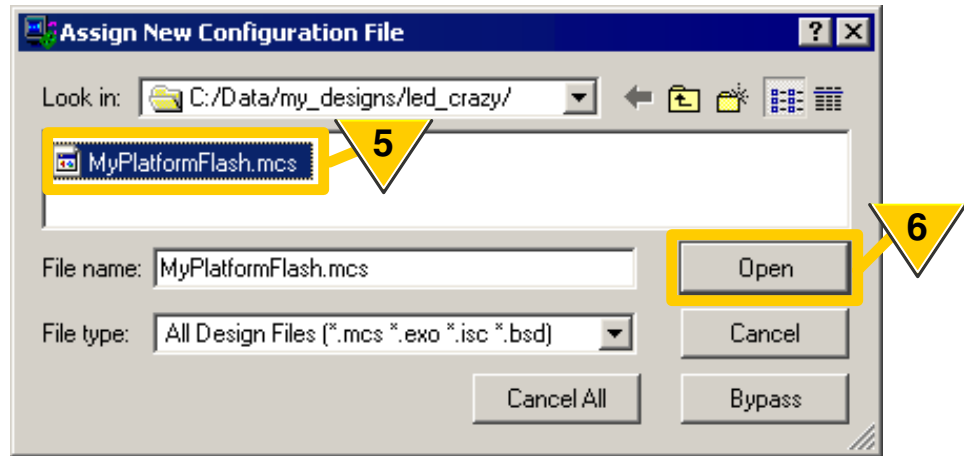 Assign New Configuration File
Look in: C:/Data/my_designs/led_crazy/
5
MyPlatformFlash.mcs
6
File name: MyPlatformFlash.mcs Open
File type: All Design Files (*.mcs *.exo *.isc *.bsd) Cancel
Cancel All Bypass